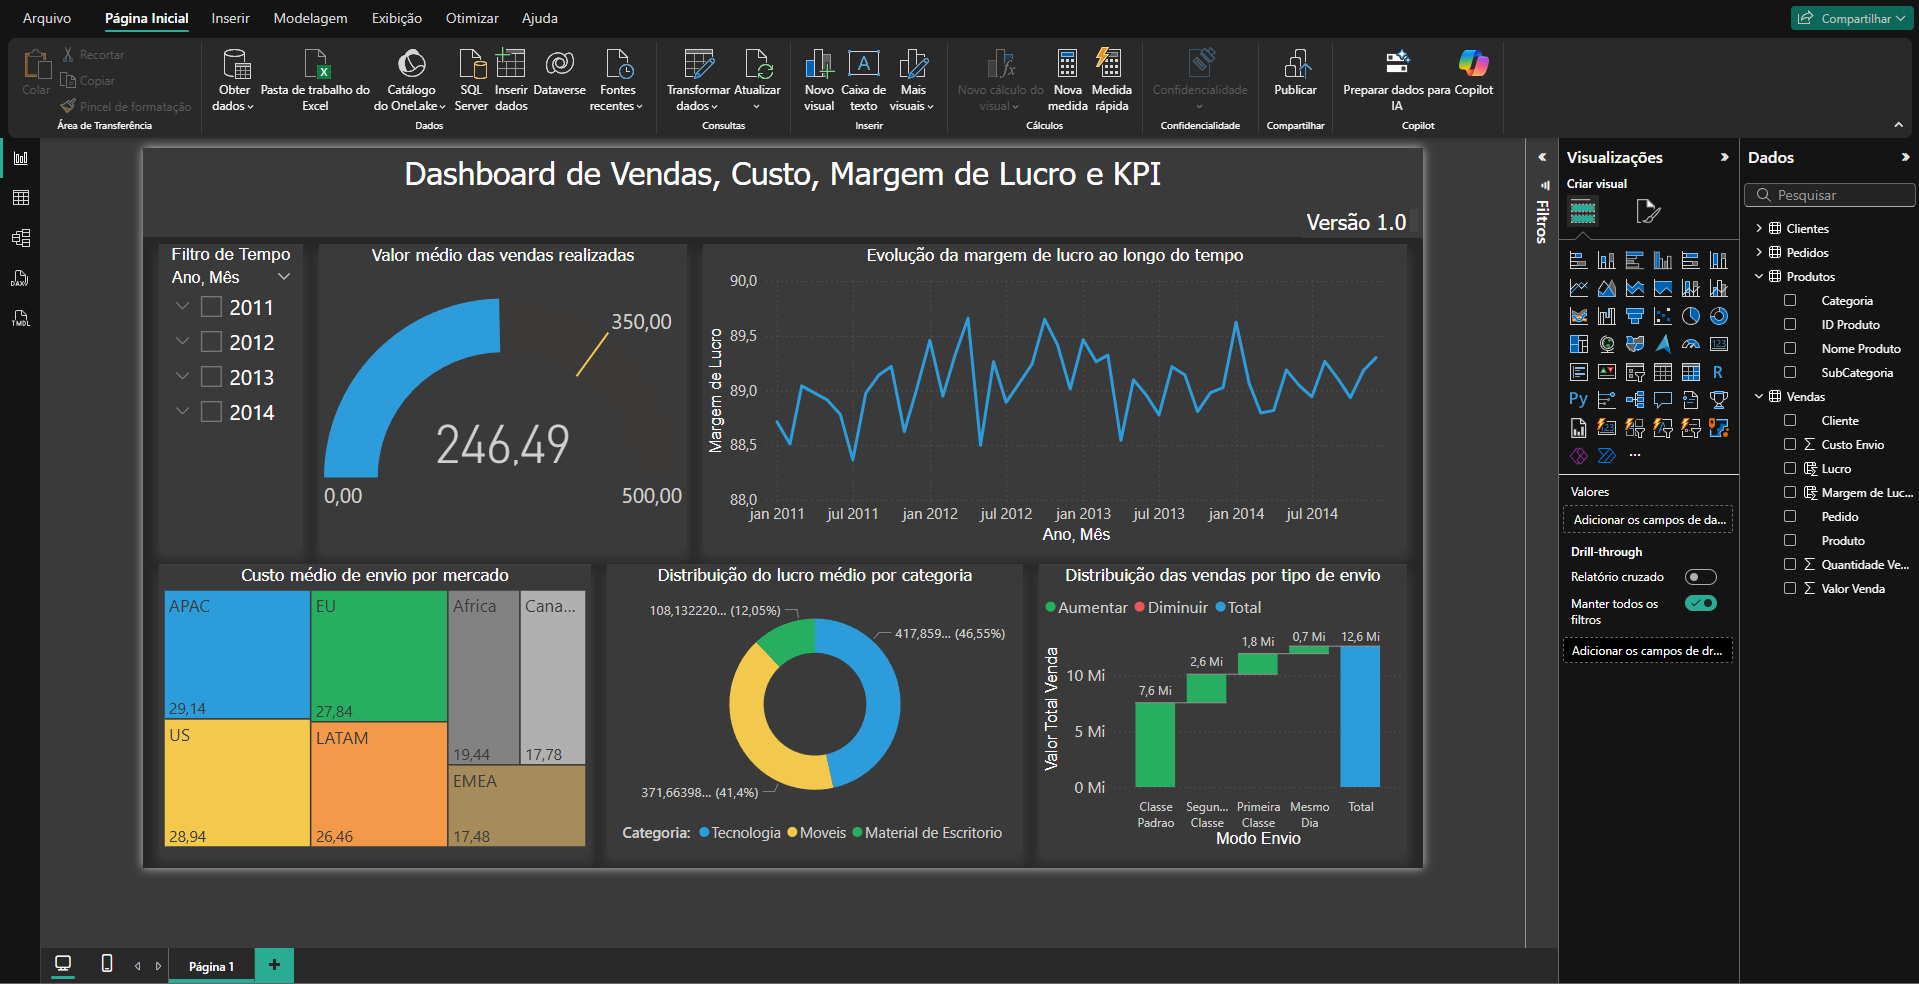 Arquivo
Página Inicial
Inserir
Modelagem
Exibição
Otimizar
Ajuda
Compartilhar
Colar
Recortar
Copiar
Pincel de formatação
Área de Transferência
Obter dados
Pasta de trabalho do Excel
Catálogo do OneLake
SQL Server
Inserir dados
Dataverse
Fontes recentes
Dados
Transformar dados
Atualizar
Consultas
Novo visual
Caixa de texto
Mais visuais
Inserir
Novo cálculo do visual
Nova medida
Medida rápida
Cálculos
Confidencialidade
Confidencialidade
Publicar
Compartilhar
Preparar dados para IA
Copilot
Copilot
Dashboard de Vendas, Custo, Margem de Lucro e KPI
Versão 1.0
Filtro de Tempo
Ano, Mês
2011
2012
2013
2014
Valor médio das vendas realizadas
350,00
246,49
0,00
500,00
Evolução da margem de lucro ao longo do tempo
Margem de Lucro
90,0
89,5
89,0
88,5
88,0
jan 2011
jul 2011
jan 2012
jul 2012
jan 2013
jul 2013
jan 2014
jul 2014
Ano, Mês
Custo médio de envio por mercado
APAC
29,14
EU
27,84
Africa
19,44
Cana...
17,78
US
28,94
LATAM
26,46
EMEA
17,48
Distribuição do lucro médio por categoria
108,132220... (12,05%)
417,859... (46,55%)
371,66398... (41,4%)
Categoria:
Tecnologia
Moveis
Material de Escritorio
Distribuição das vendas por tipo de envio
Aumentar
Diminuir
Total
Valor Total Venda
10 Mi
5 Mi
0 Mi
7,6 Mi
2,6 Mi
1,8 Mi
0,7 Mi
12,6 Mi
Classe Padrao
Segun... Classe
Primeira Classe
Mesmo Dia
Total
Modo Envio
Filtros
Visualizações
Criar visual
Valores
Adicionar os campos de da...
Drill-through
Relatório cruzado
Manter todos os filtros
Adicionar os campos de dr...
Dados
Pesquisar
Clientes
Pedidos
Produtos
Categoria
ID Produto
Nome Produto
SubCategoria
Vendas
Cliente
Custo Envio
Lucro
Margem de Luc...
Pedido
Produto
Quantidade Ve...
Valor Venda
Página 1